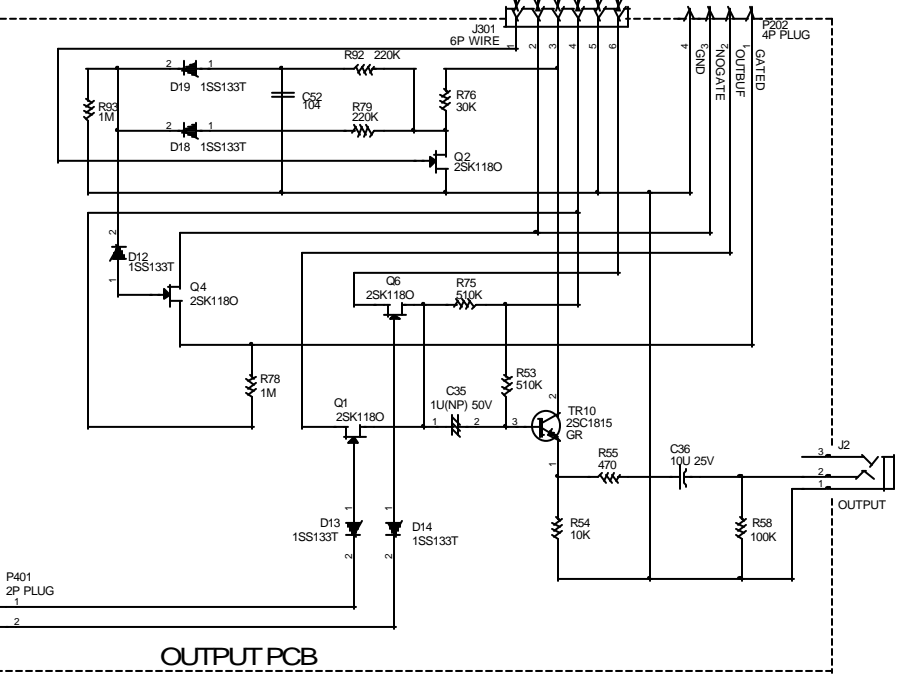 J301
6P WIRE
1
2
3
4
5
6
P202
4P PLUG
4
3
2
1
GND
NOGATE
OUTBUF
GATED
R92 220K
2
1
D19 1SS133T
C52
104
R93
1M
R79
220K
R76
30K
2
1
D18 1SS133T
Q2
2SK118O
2
D12
1SS133T
1
Q4
2SK118O
Q6
2SK118O
R75
510K
R78
1M
R53
510K
Q1
2SK118O
C35
1U(NP) 50V
1
2
3
2
TR10
2SC1815
GR
1
R55
470
C36
10U 25V
J2
3
2
1
OUTPUT
D13
1SS133T
1
2
D14
1SS133T
1
2
R54
10K
R58
100K
P401
2P PLUG
1
2
OUTPUT PCB